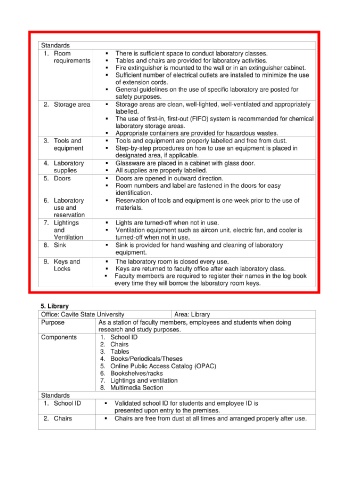 Standards
1. Room requirements
• There is sufficient space to conduct laboratory classes.
• Tables and chairs are provided for laboratory activities.
• Fire extinguisher is mounted to the wall or in an extinguisher cabinet.
• Sufficient number of electrical outlets are installed to minimize the use
of extension cords.
• General guidelines on the use of specific laboratory are posted for
safety purposes.
2. Storage area
• Storage areas are clean, well-lighted, well-ventilated and appropriately
labelled.
• The use of first-in, first-out (FIFO) system is recommended for chemical
laboratory storage areas.
• Appropriate containers are provided for hazardous wastes.
3. Tools and
equipment
• Tools and equipment are properly labelled and free from dust.
• Step-by-step procedures on how to use an equipment is placed in
designated area, if applicable.
4. Laboratory
supplies
• Glassware are placed in a cabinet with glass door.
• All supplies are properly labelled.
5. Doors
• Doors are opened in outward direction.
• Room numbers and label are fastened in the doors for easy
identification.
6. Laboratory
use and
reservation
• Reservation of tools and equipment is one week prior to the use of
materials.
7. Lightings
and
Ventilation
• Lights are turned-off when not in use.
• Ventilation equipment such as aircon unit, electric fan, and cooler is
turned-off when not in use.
8. Sink
• Sink is provided for hand washing and cleaning of laboratory
equipment.
9. Keys and
Locks
• The laboratory room is closed every use.
• Keys are returned to faculty office after each laboratory class.
• Faculty members are required to register their names in the log book
every time they will borrow the laboratory room keys.
5. Library
Office: Cavite State University Area: Library
Purpose
As a station of faculty members, employees and students when doing
research and study purposes.
Components
1. School ID
2. Chairs
3. Tables
4. Books/Periodicals/Theses
5. Online Public Access Catalog (OPAC)
6. Bookshelves/racks
7. Lightings and ventilation
8. Multimedia Section
Standards
1. School ID
• Validated school ID for students and employee ID is
presented upon entry to the premises.
2. Chairs
• Chairs are free from dust at all times and arranged properly after use.